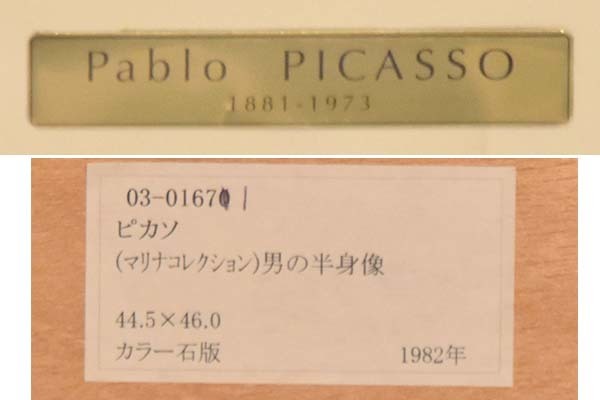 Pablo PICASSO
1881-1973
03-01671
ピカソ
(マリナコレクション)男の半身像
44.5×46.0
カラー石版 1982年